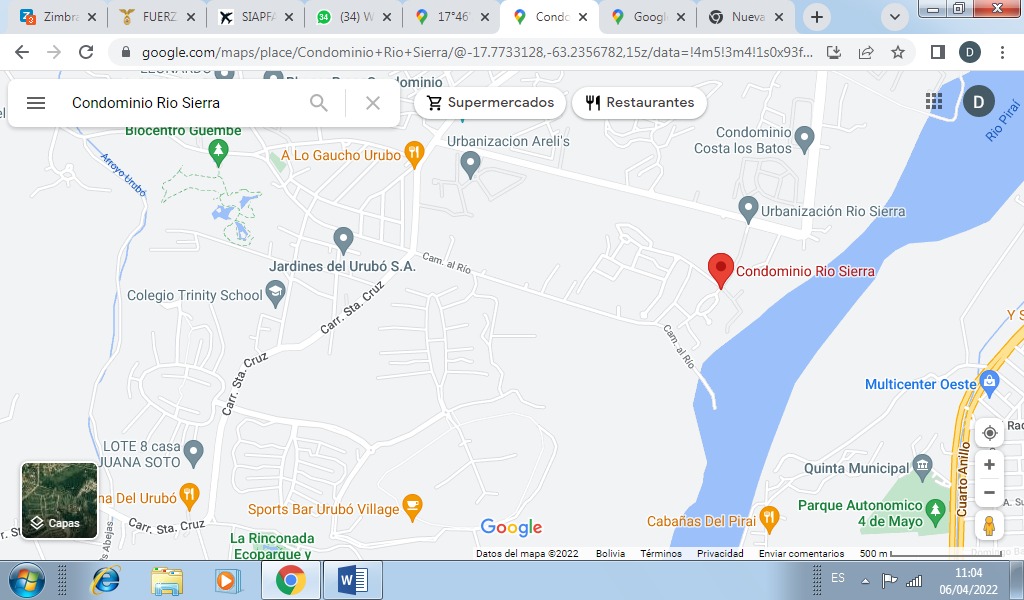 Zimbra
FUERZ
SIAPFA
(34) W
17°46'
Condo
Google
Nueva
google.com/maps/place/Condominio+Rio+Sierra/@-17.7733128,-63.2356782,15z/data=!4m5!3m4!1s0x93f...
D
Condominio Rio Sierra
Supermercados
Restaurantes
D
ondominio
Biocentro Güembé
A Lo Gaucho Urubo
Urbanizacion Areli's
Condominio
Costa los Batos
Rio Piraí
Arroyo Urubó
Urbanización Rio Sierra
Jardines del Urubó S.A.
Cam. al Río
Condominio Rio Sierra
Colegio Trinity School
Carr. Sta. Cruz
Y S
Cam. al Río
Carr. Sta. Cruz
Multicenter Oeste
LOTE 8 casa
JUANA SOTO
Cuarto Anillo
Quinta Municipal
na Del Urubó
Capas
Sports Bar Urubó Village
Parque Autonomico
4 de Mayo
Carr. Sta. Cruz
Cabañas Del Pirai
La Rinconada
Ecoparque y
Google
Datos del mapa ©2022 Bolivia Términos Privacidad Enviar comentarios 500 m
ES
11:04
06/04/2022